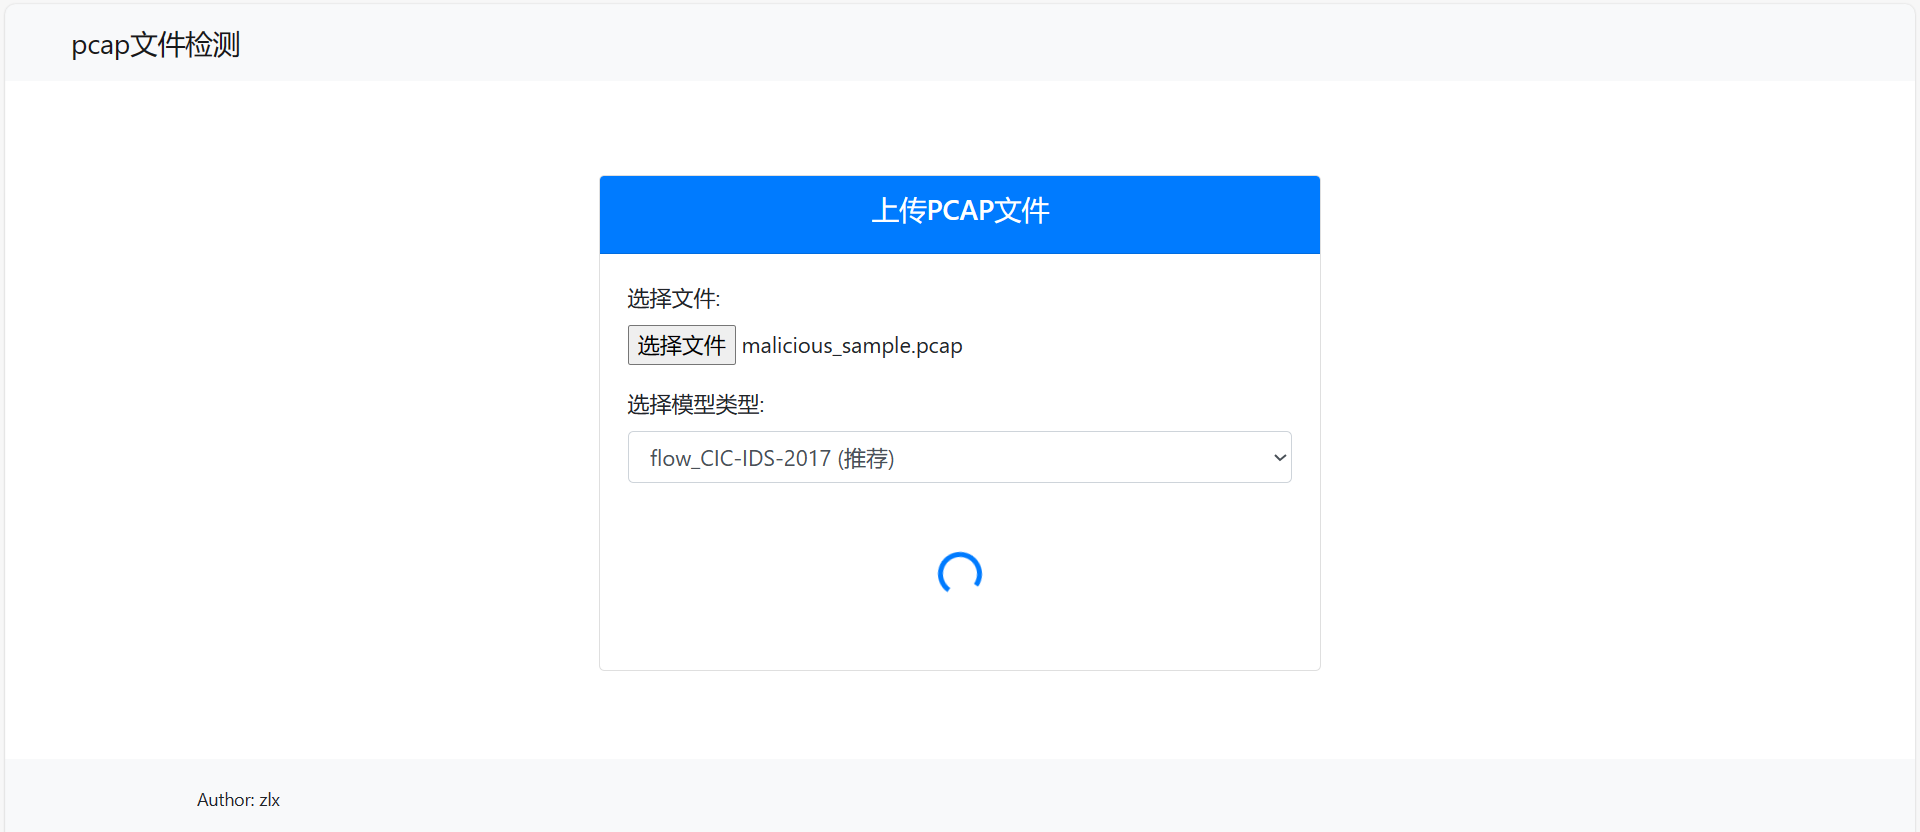 pcap文件检测
上传PCAP文件
选择文件:
选择文件 malicious_sample.pcap
选择模型类型:
flow_CIC-IDS-2017 (推荐)
Author: zlx